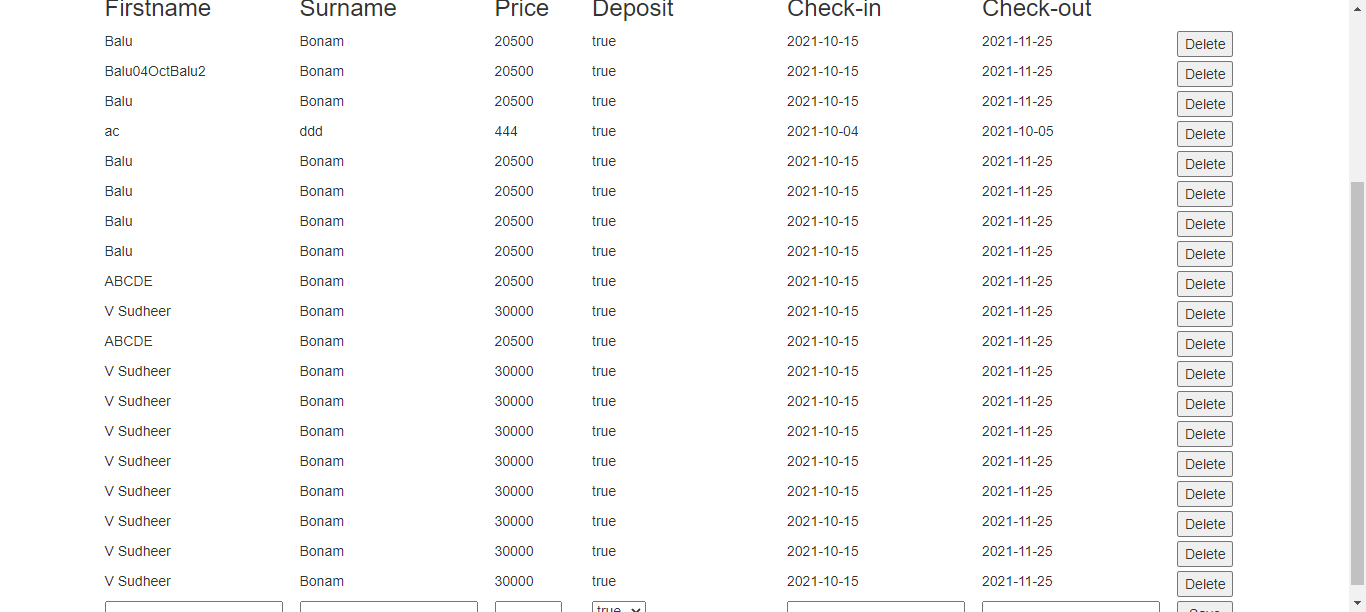 Firstname Surname Price Deposit Check-in Check-out
Balu Bonam 20500 true 2021-10-15 2021-11-25 Delete
Balu04OctBalu2 Bonam 20500 true 2021-10-15 2021-11-25 Delete
Balu Bonam 20500 true 2021-10-15 2021-11-25 Delete
ac ddd 444 true 2021-10-04 2021-10-05 Delete
Balu Bonam 20500 true 2021-10-15 2021-11-25 Delete
Balu Bonam 20500 true 2021-10-15 2021-11-25 Delete
Balu Bonam 20500 true 2021-10-15 2021-11-25 Delete
Balu Bonam 20500 true 2021-10-15 2021-11-25 Delete
ABCDE Bonam 20500 true 2021-10-15 2021-11-25 Delete
V Sudheer Bonam 30000 true 2021-10-15 2021-11-25 Delete
ABCDE Bonam 20500 true 2021-10-15 2021-11-25 Delete
V Sudheer Bonam 30000 true 2021-10-15 2021-11-25 Delete
V Sudheer Bonam 30000 true 2021-10-15 2021-11-25 Delete
V Sudheer Bonam 30000 true 2021-10-15 2021-11-25 Delete
V Sudheer Bonam 30000 true 2021-10-15 2021-11-25 Delete
V Sudheer Bonam 30000 true 2021-10-15 2021-11-25 Delete
V Sudheer Bonam 30000 true 2021-10-15 2021-11-25 Delete
V Sudheer Bonam 30000 true 2021-10-15 2021-11-25 Delete
V Sudheer Bonam 30000 true 2021-10-15 2021-11-25 Delete
true